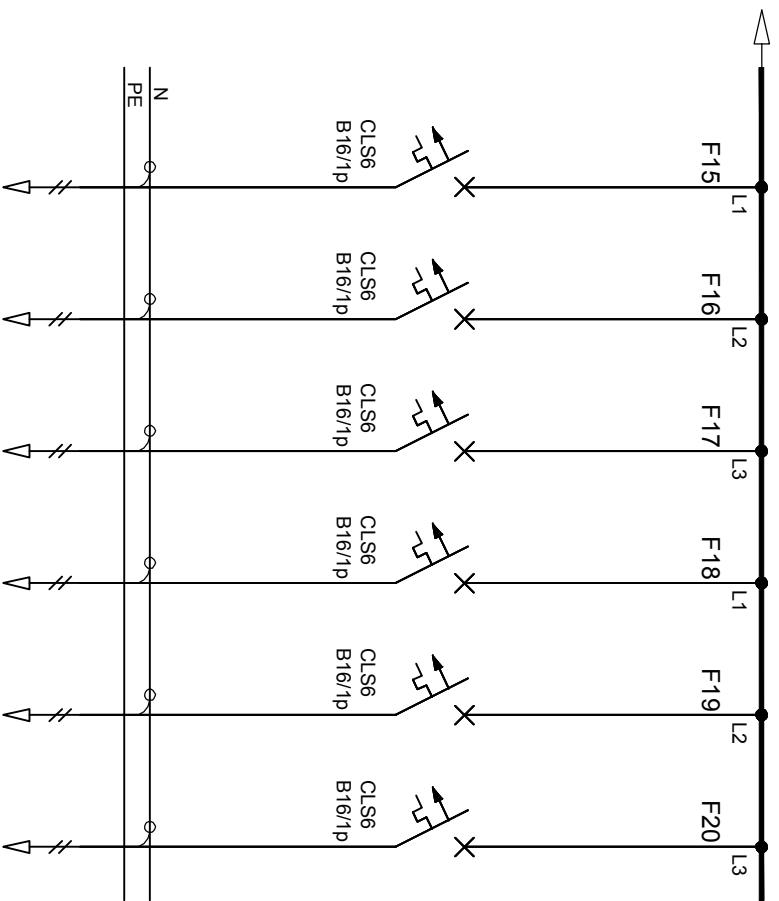 N
PE
F15
L1
CLS6
B16/1p
F16
L2
CLS6
B16/1p
F17
L3
CLS6
B16/1p
F18
L1
CLS6
B16/1p
F19
L2
CLS6
B16/1p
F20
L3
CLS6
B16/1p